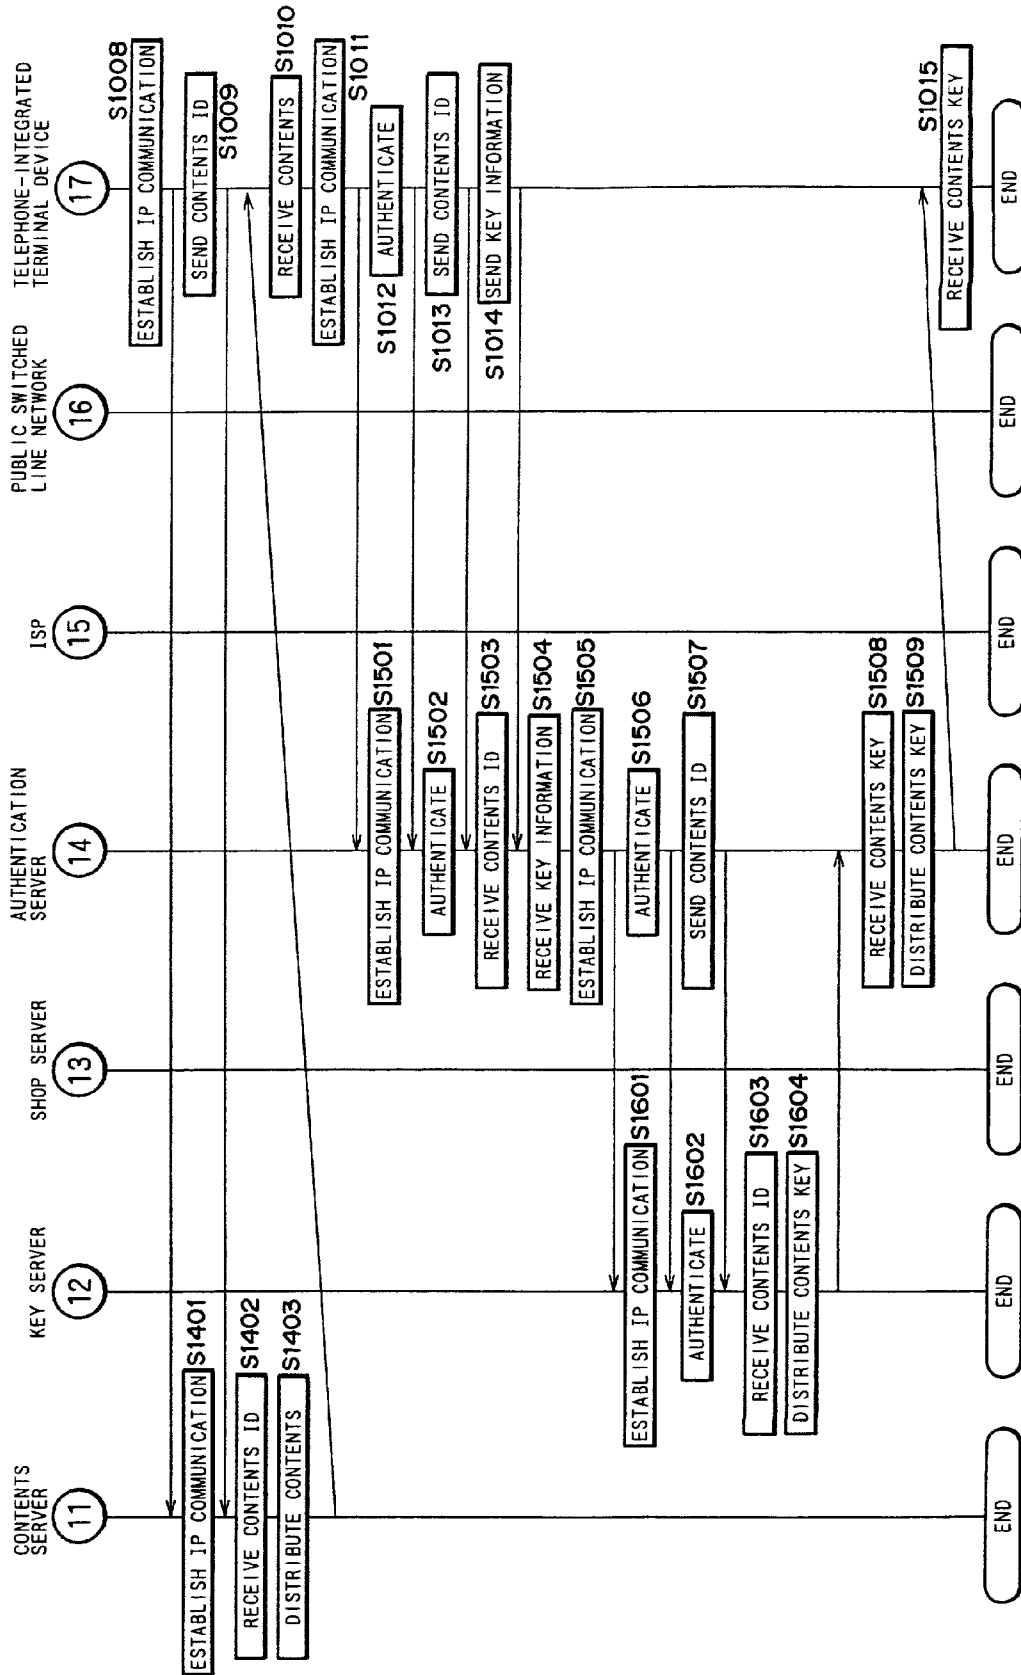 CONTENTS
SERVER
11
ESTABLISH IP COMMUNICATION
S1401
RECEIVE CONTENTS ID
S1402
DISTRIBUTE CONTENTS
S1403
END
KEY SERVER
12
ESTABLISH IP COMMUNICATION
S1601
AUTHENTICATE
S1602
RECEIVE CONTENTS ID
S1603
DISTRIBUTE CONTENTS KEY
S1604
END
SHOP SERVER
13
END
AUTHENTICATION
SERVER
14
ESTABLISH IP COMMUNICATION
S1501
AUTHENTICATE
S1502
RECEIVE CONTENTS ID
S1503
RECEIVE KEY INFORMATION
S1504
ESTABLISH IP COMMUNICATION
S1505
AUTHENTICATE
S1506
SEND CONTENTS ID
S1507
RECEIVE CONTENTS KEY
S1508
DISTRIBUTE CONTENTS KEY
S1509
END
ISP
15
END
PUBLIC SWITCHED
LINE NETWORK
16
END
TELEPHONE-INTEGRATED
TERMINAL DEVICE
17
S1008
ESTABLISH IP COMMUNICATION
SEND CONTENTS ID
S1009
RECEIVE CONTENTS
S1010
ESTABLISH IP COMMUNICATION
S1011
AUTHENTICATE
S1012
SEND CONTENTS ID
S1013
SEND KEY INFORMATION
S1014
S1015
RECEIVE CONTENTS KEY
END